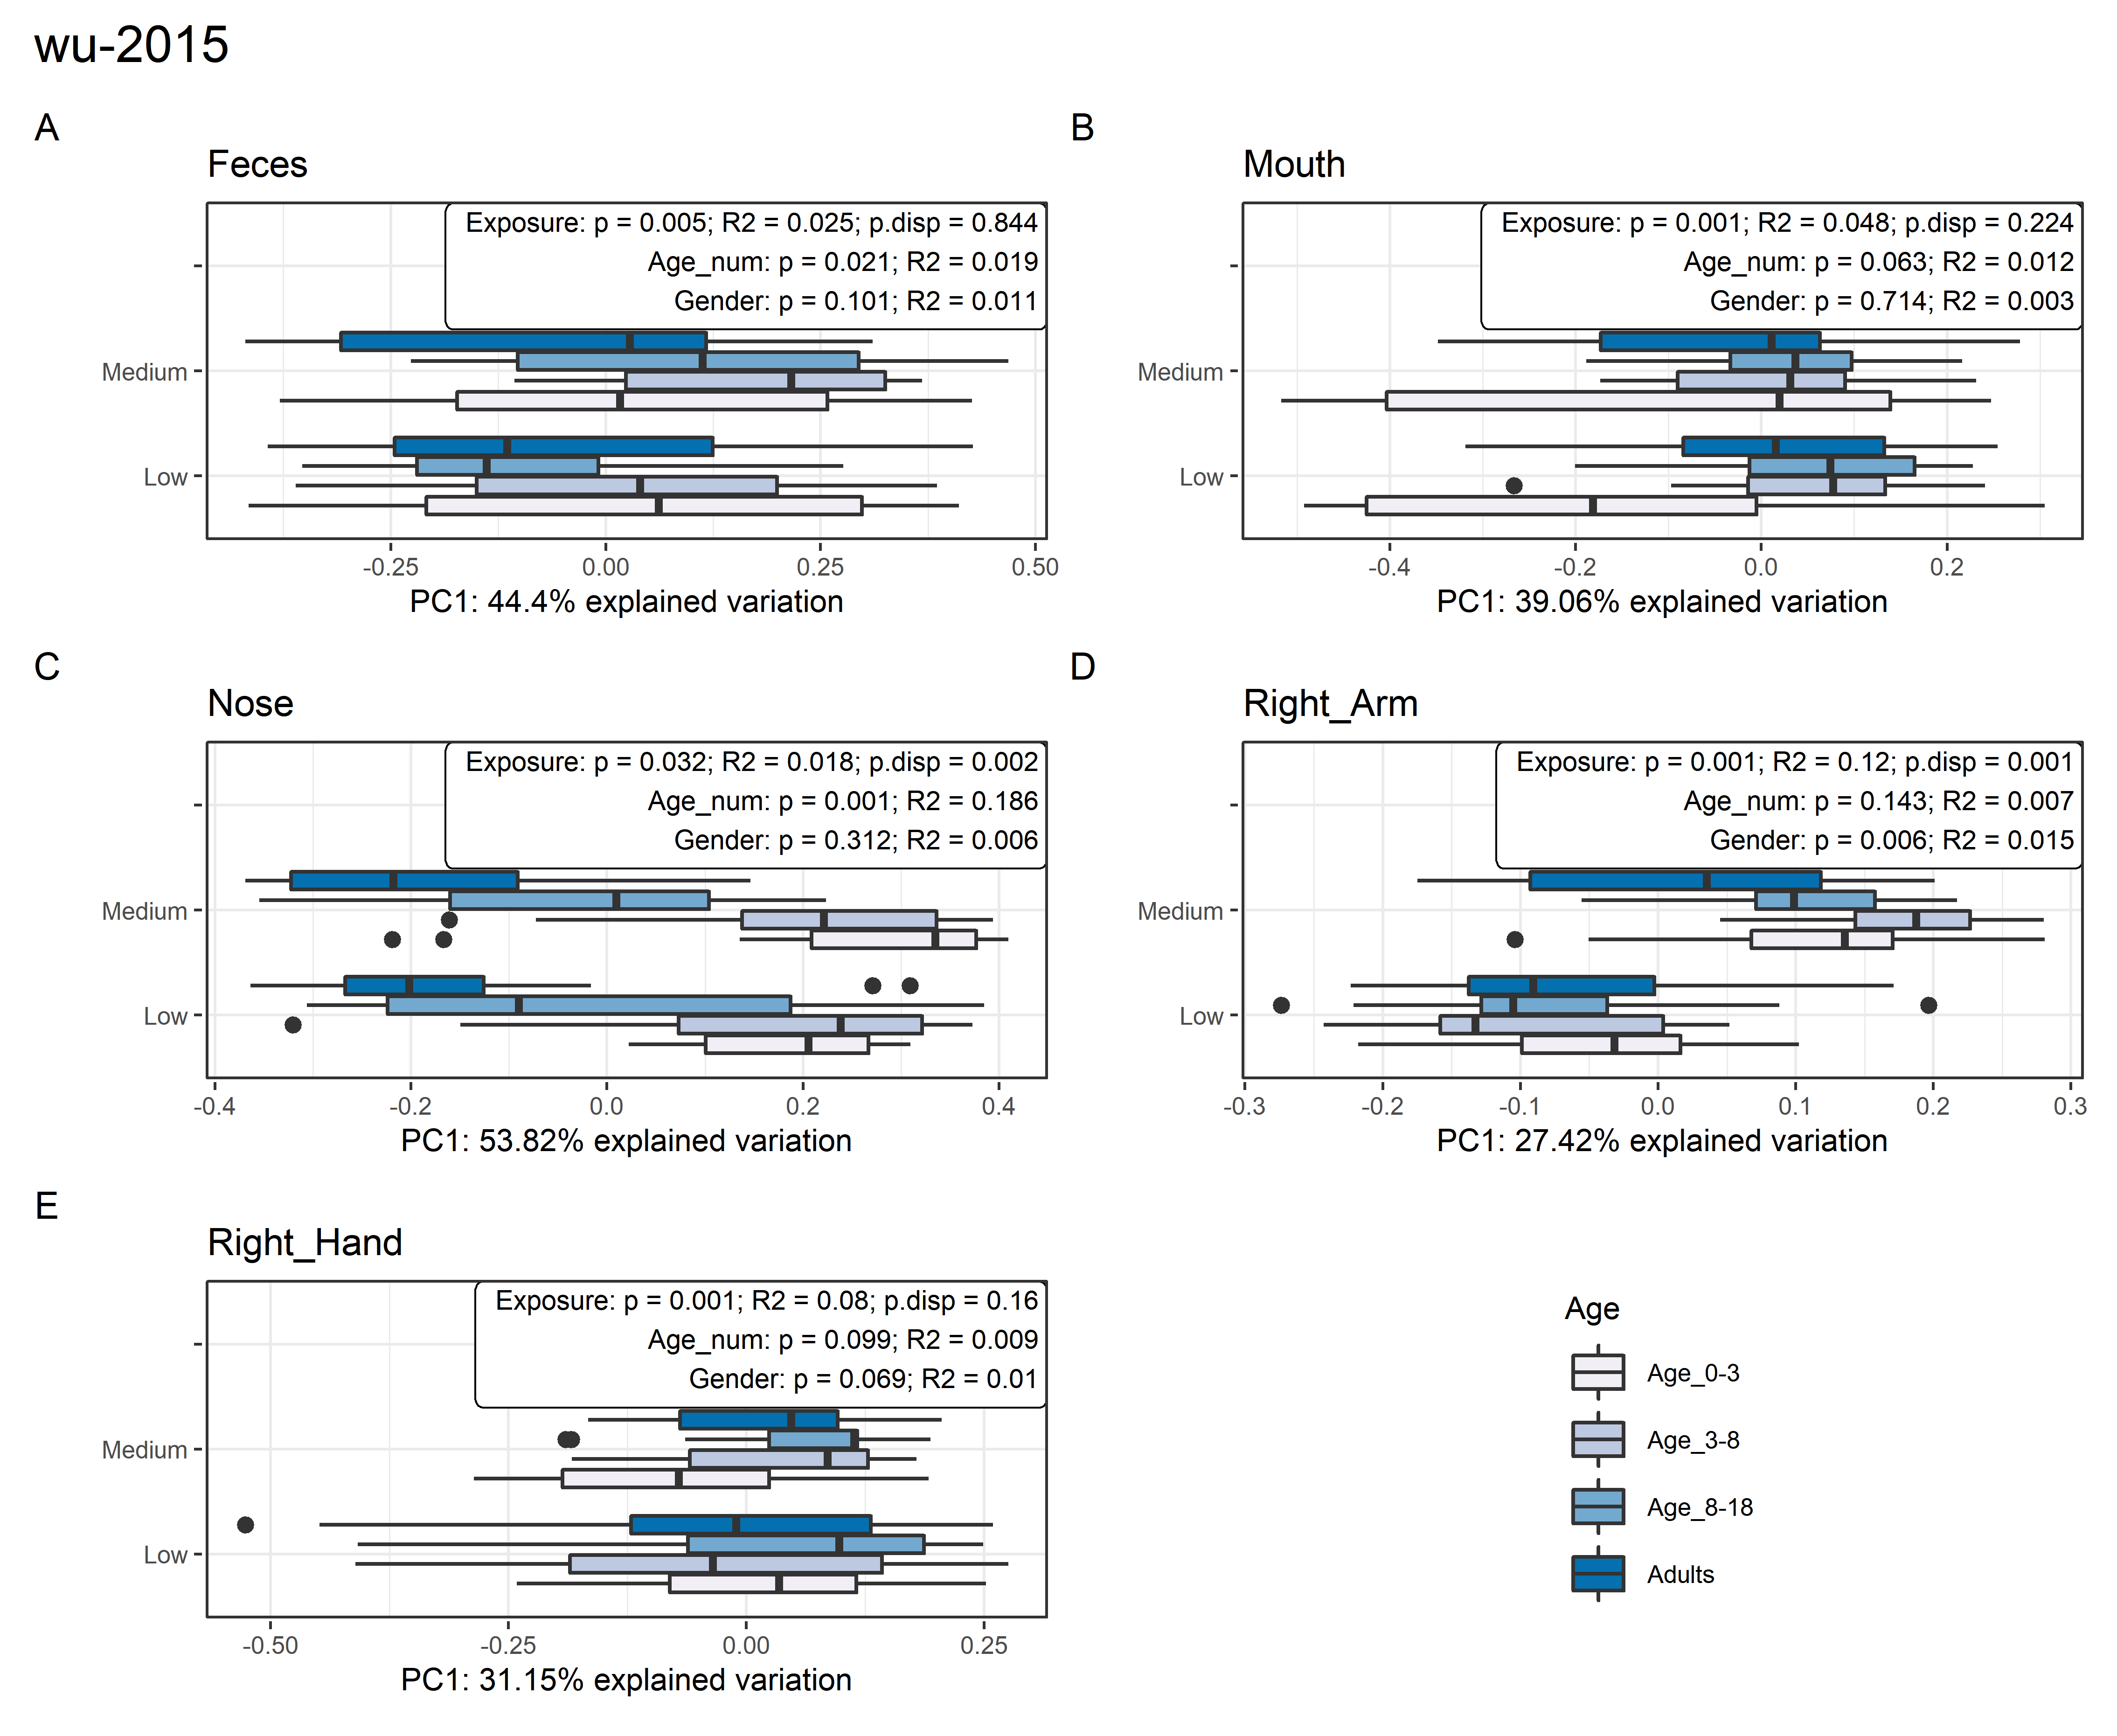 wu-2015
A
Feces
Exposure: p = 0.005; R2 = 0.025; p.disp = 0.844
Age_num: p = 0.021; R2 = 0.019
Gender: p = 0.101; R2 = 0.011
Medium
Low
-0.25 0.00 0.25 0.50
PC1: 44.4% explained variation
B
Mouth
Exposure: p = 0.001; R2 = 0.048; p.disp = 0.224
Age_num: p = 0.063; R2 = 0.012
Gender: p = 0.714; R2 = 0.003
Medium
Low
-0.4 -0.2 0.0 0.2
PC1: 39.06% explained variation
C
Nose
Exposure: p = 0.032; R2 = 0.018; p.disp = 0.002
Age_num: p = 0.001; R2 = 0.186
Gender: p = 0.312; R2 = 0.006
Medium
Low
-0.4 -0.2 0.0 0.2 0.4
PC1: 53.82% explained variation
D
Right_Arm
Exposure: p = 0.001; R2 = 0.12; p.disp = 0.001
Age_num: p = 0.143; R2 = 0.007
Gender: p = 0.006; R2 = 0.015
Medium
Low
-0.3 -0.2 -0.1 0.0 0.1 0.2 0.3
PC1: 27.42% explained variation
E
Right_Hand
Exposure: p = 0.001; R2 = 0.08; p.disp = 0.16
Age_num: p = 0.099; R2 = 0.009
Gender: p = 0.069; R2 = 0.01
Medium
Low
-0.50 -0.25 0.00 0.25
PC1: 31.15% explained variation
Age
Age_0-3
Age_3-8
Age_8-18
Adults